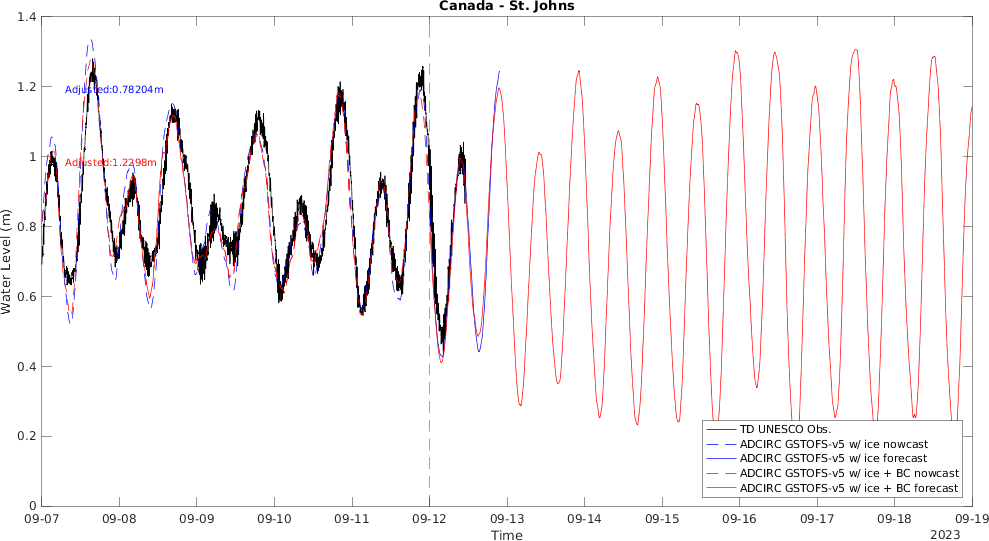 Canada - St. Johns
1.4
1.2
1
0.8
0.6
0.4
0.2
0
Water Level (m)
Adjusted:0.78204m
Adjusted:1.2298m
TD UNESCO Obs.
ADCIRC GSTOFS-v5 w/ ice nowcast
ADCIRC GSTOFS-v5 w/ ice forecast
ADCIRC GSTOFS-v5 w/ ice + BC nowcast
ADCIRC GSTOFS-v5 w/ ice + BC forecast
09-07 09-08 09-09 09-10 09-11 09-12 09-13 09-14 09-15 09-16 09-17 09-18 09-19
Time
2023